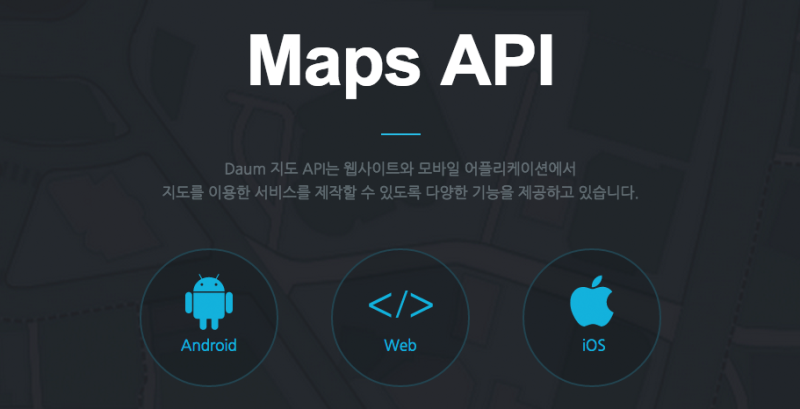 Maps API
Daum 지도 API는 웹사이트와 모바일 어플리케이션에서
지도를 이용한 서비스를 제작할 수 있도록 다양한 기능을 제공하고 있습니다.
</>
Android
Web
iOS